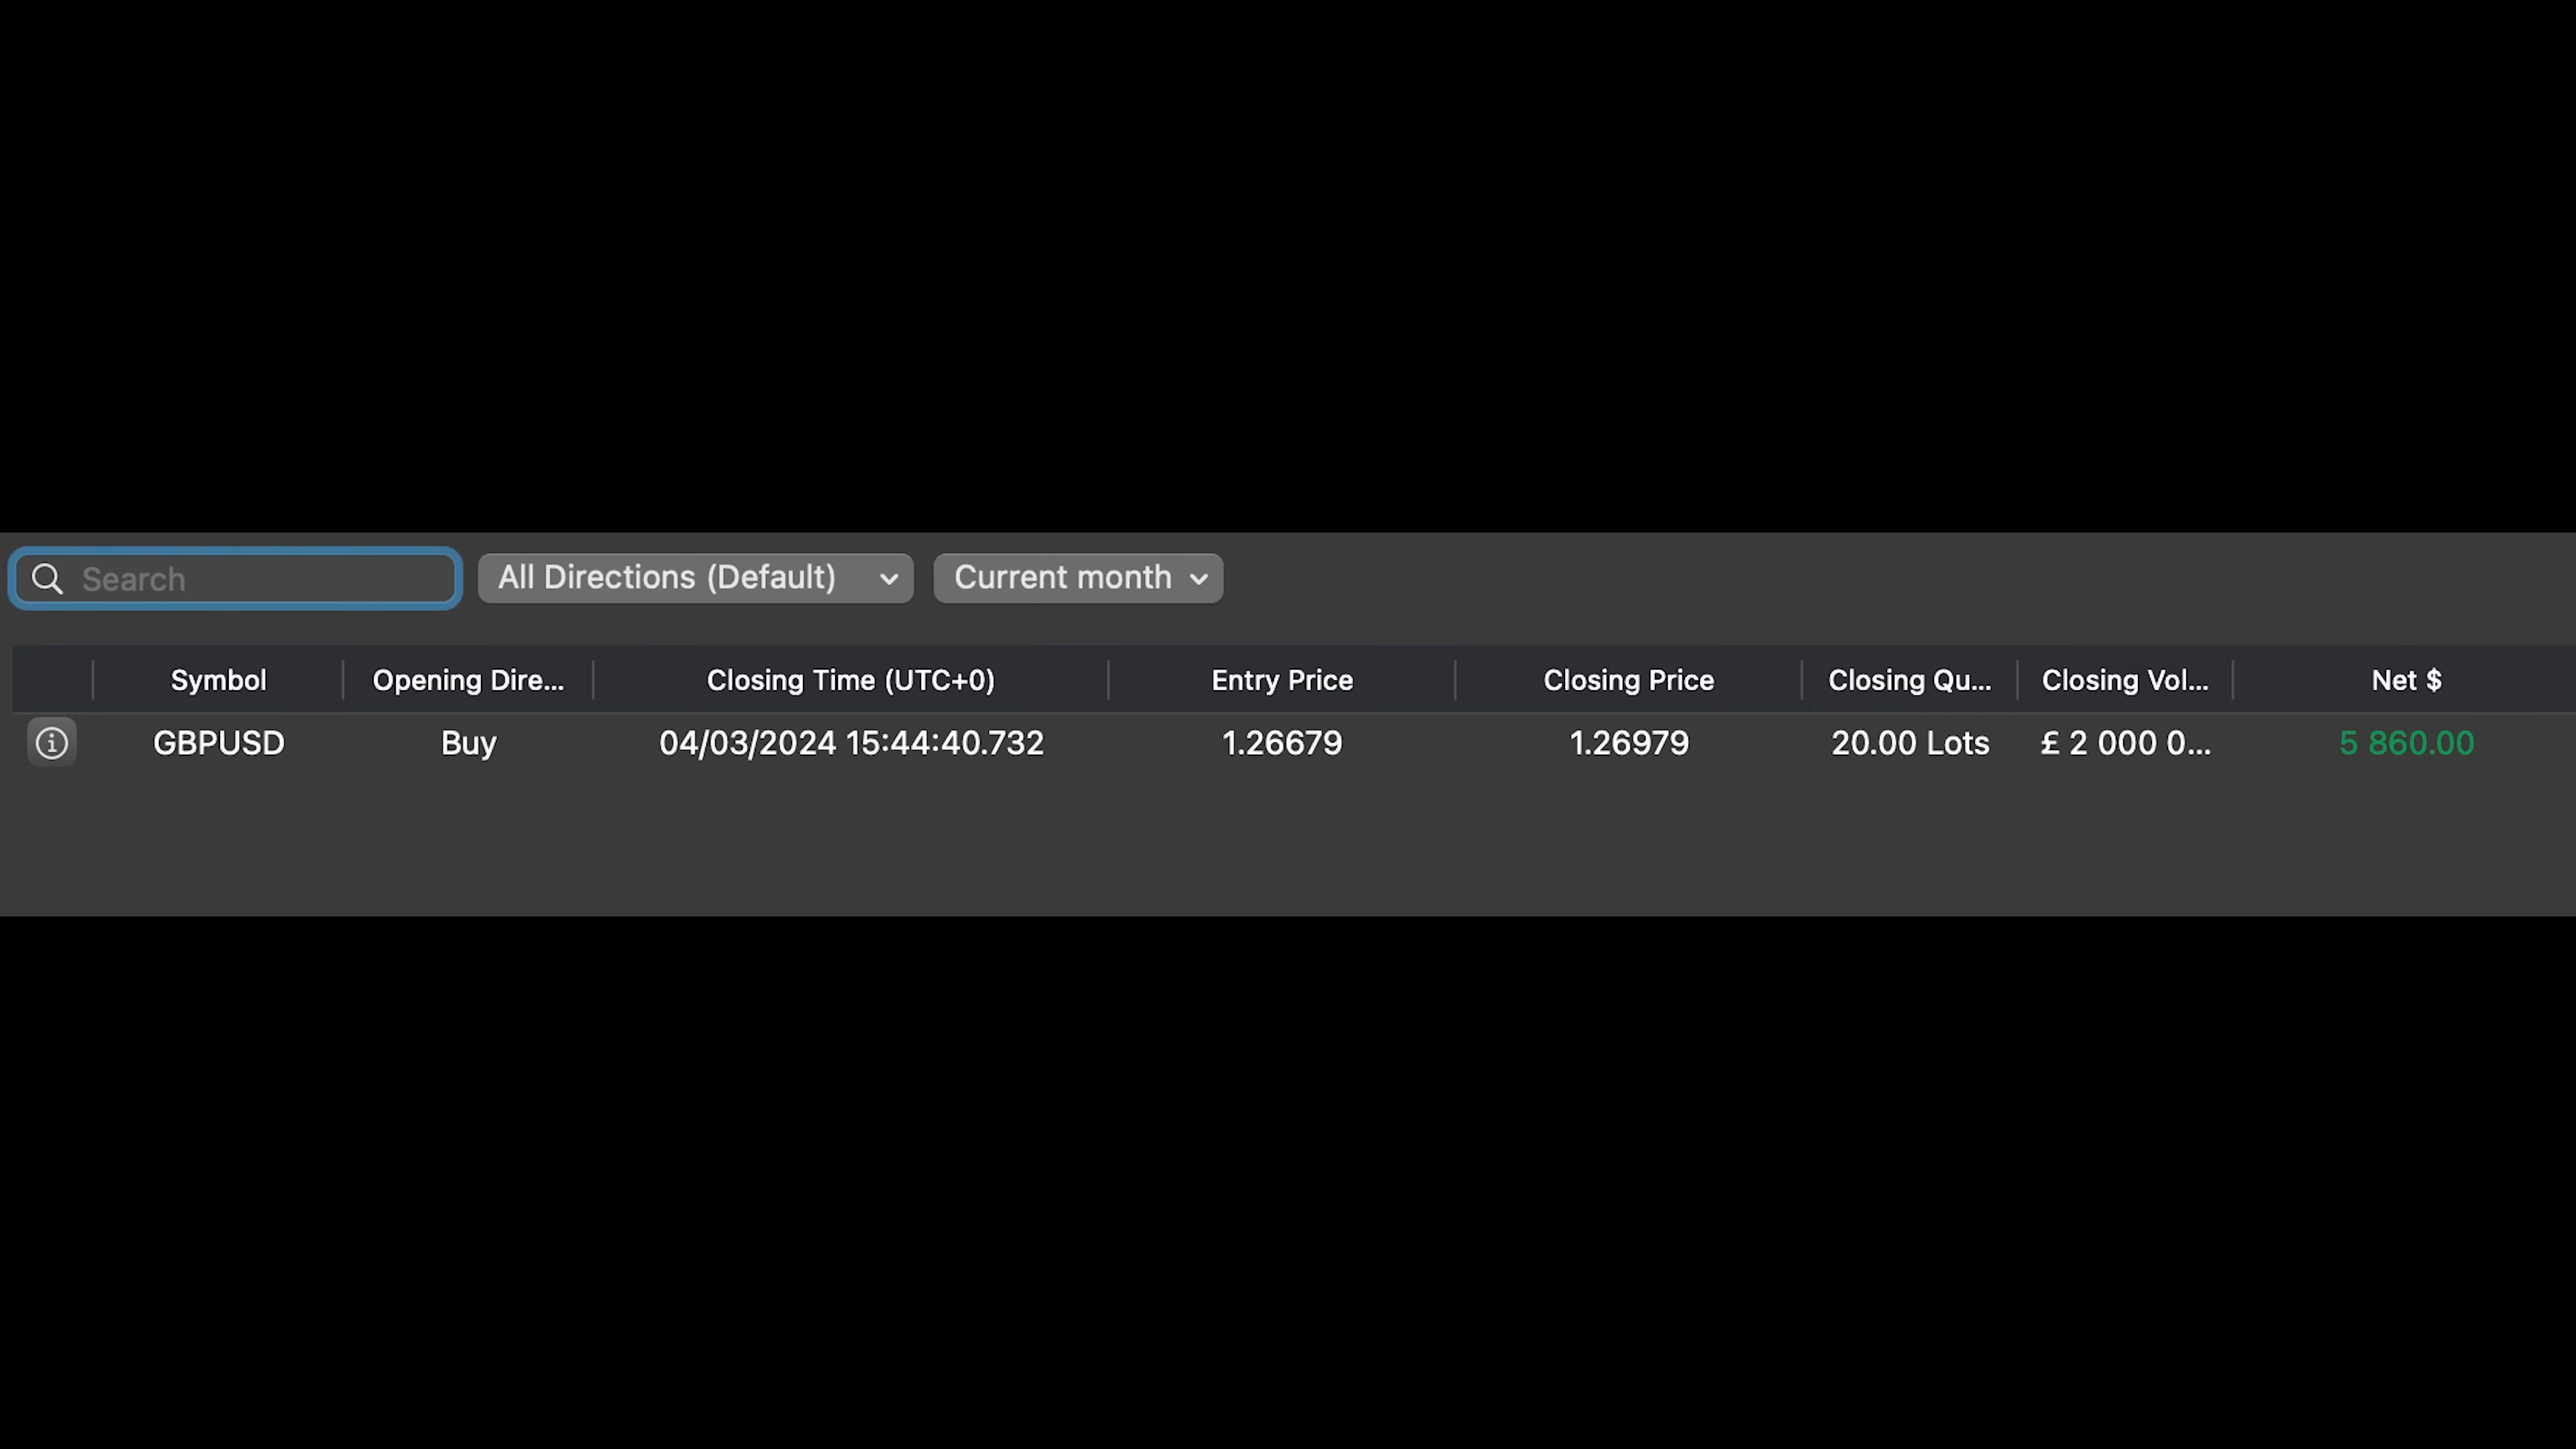 Search All Directions (Default) Current month
Symbol Opening Dire... Closing Time (UTC+0) Entry Price Closing Price Closing Qu... Closing Vol... Net $
GBPUSD Buy 04/03/2024 15:44:40.732 1.26679 1.26979 20.00 Lots £ 2 000 0... 5 860.00